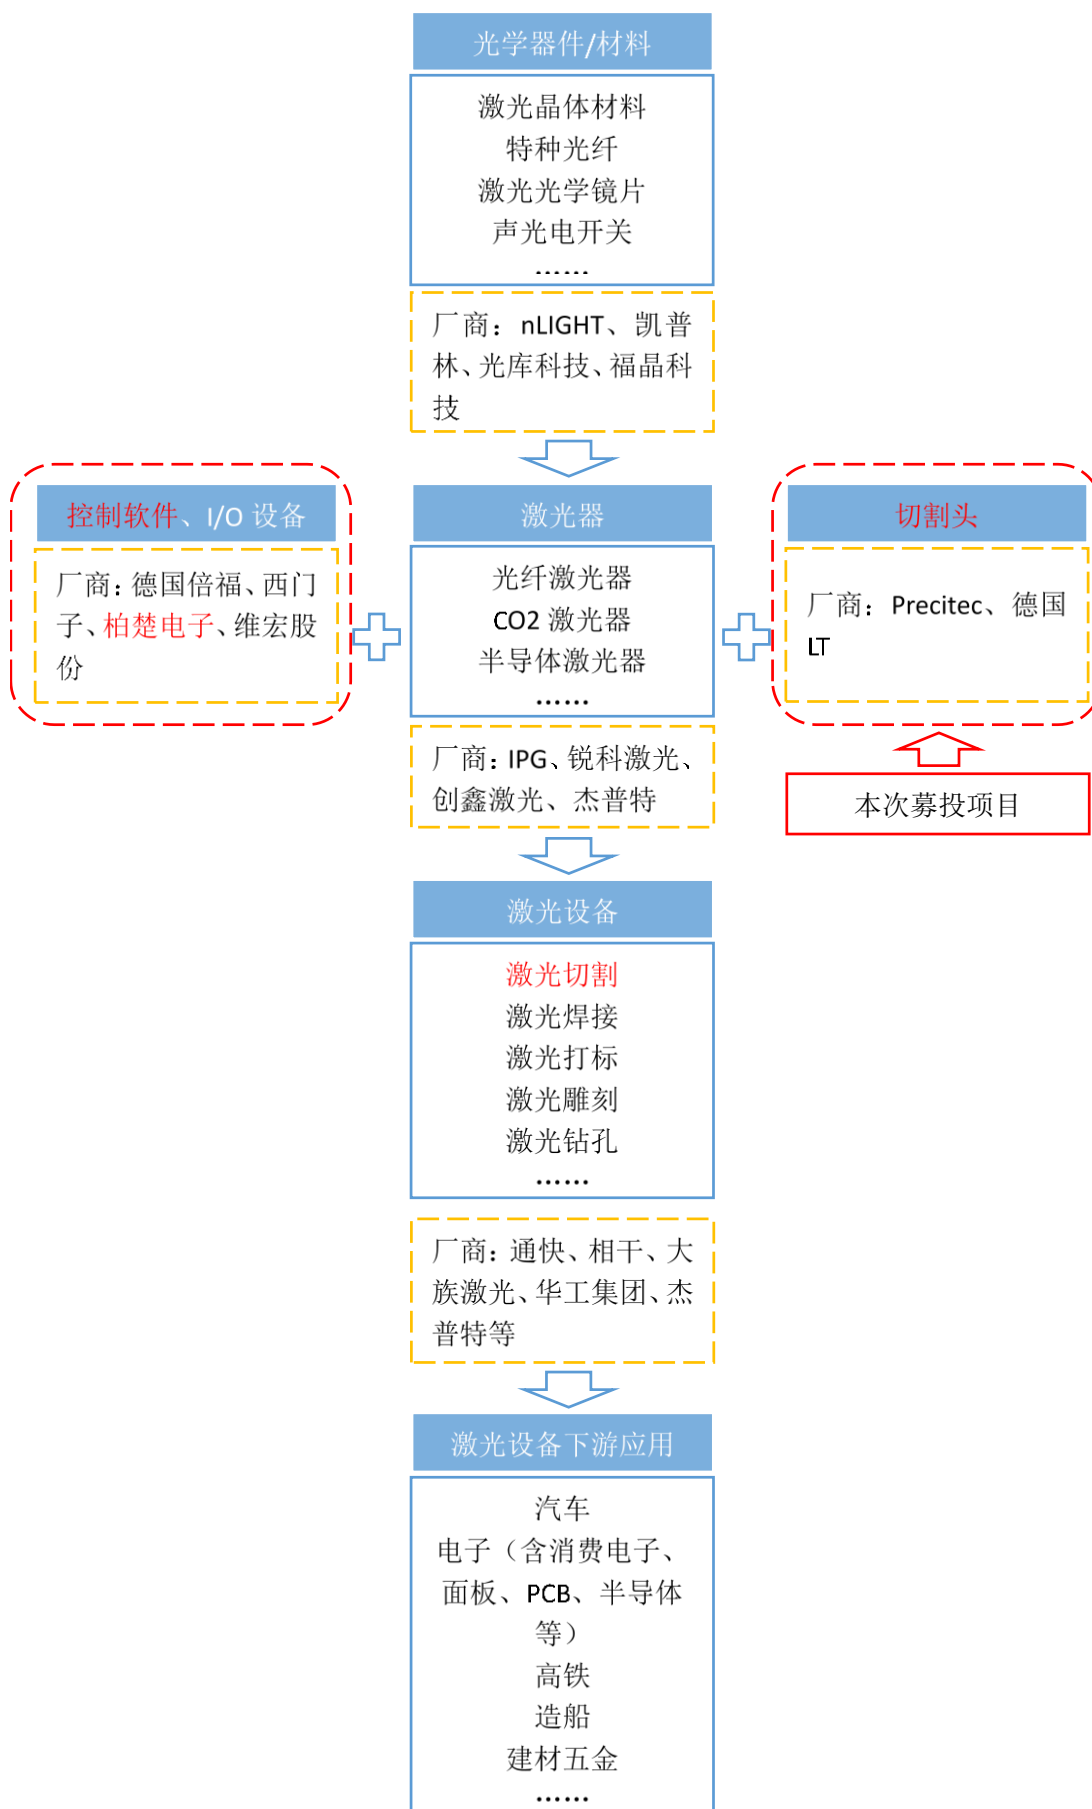 光学器件/材料
激光晶体材料
特种光纤
激光光学镜片
声光电开关
……
厂商：nLIGHT、凯普
林、光库科技、福晶科
技
控制软件、I/O 设备
厂商：德国倍福、西门
子、柏楚电子、维宏股
份
激光器
光纤激光器
CO2 激光器
半导体激光器
……
厂商：IPG、锐科激光、
创鑫激光、杰普特
切割头
厂商：Precitec、德国
LT
本次募投项目
激光设备
激光切割
激光焊接
激光打标
激光雕刻
激光钻孔
……
厂商：通快、相干、大
族激光、华工集团、杰
普特等
激光设备下游应用
汽车
电子（含消费电子、
面板、PCB、半导体
等）
高铁
造船
建材五金
……